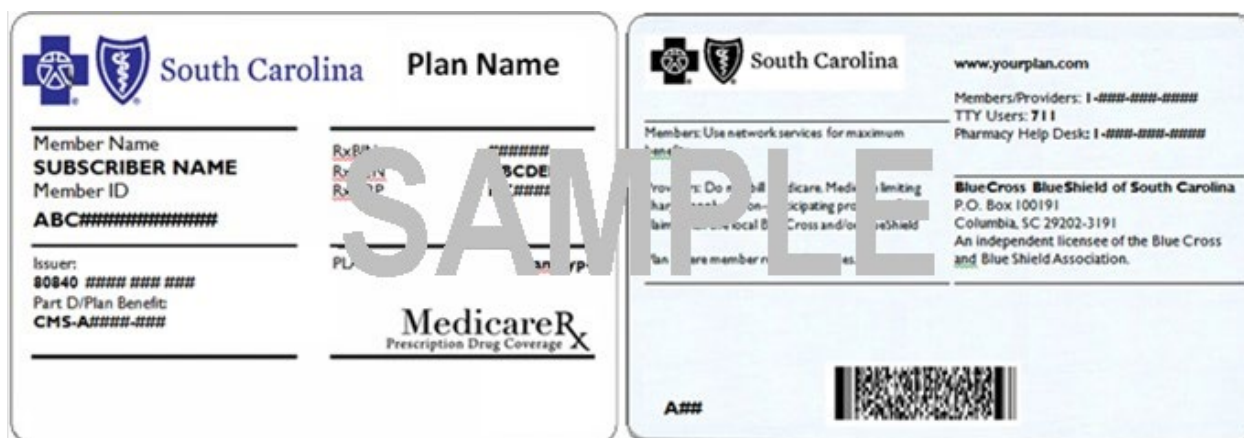 South Carolina
Plan Name
Member Name
SUBSCRIBER NAME
Member ID
ABC##############
Issuer:
80840 #### ### ###
Part D/Plan Benefit:
CMS-A####-###
MedicareRx
Prescription Drug Coverage
South Carolina
Members: Use network services for maximum
Medicare limiting
member
A##
www.yourplan.com
Members/Providers: 1-###-###-####
TTY Users: 711
Pharmacy Help Desk: 1-###-###-####
BlueCross BlueShield of South Carolina
P.O. Box 100191
Columbia, SC 29202-3191
An independent licensee of the Blue Cross
and Blue Shield Association.
SAMPLE